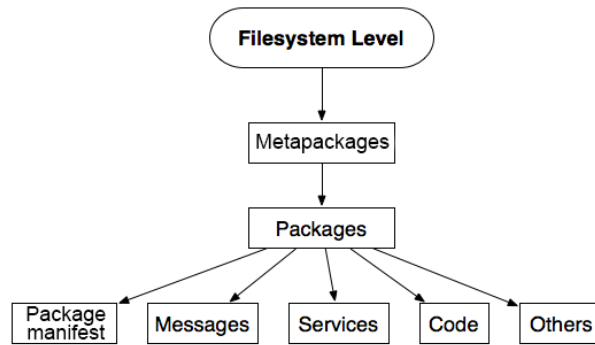 Filesystem Level
Metapackages
Packages
Package
manifest
Messages
Services
Code
Others